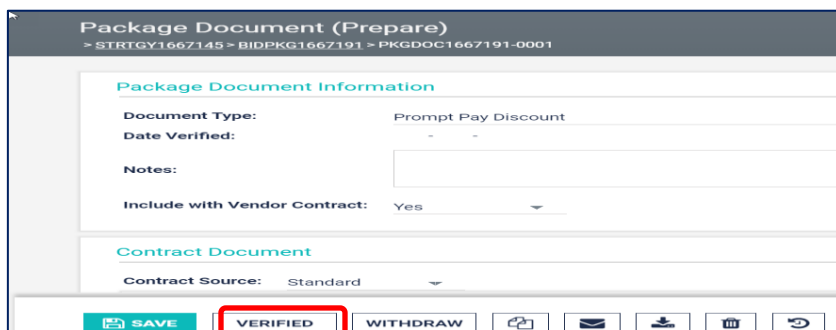 Package Document (Prepare)
> STRTGY1667145 > BIDPKG1667191 > PKGDOC1667191-0001
Package Document Information
Document Type: Prompt Pay Discount
Date Verified: - -
Notes:
Include with Vendor Contract: Yes
Contract Document
Contract Source: Standard
SAVE VERIFIED WITHDRAW